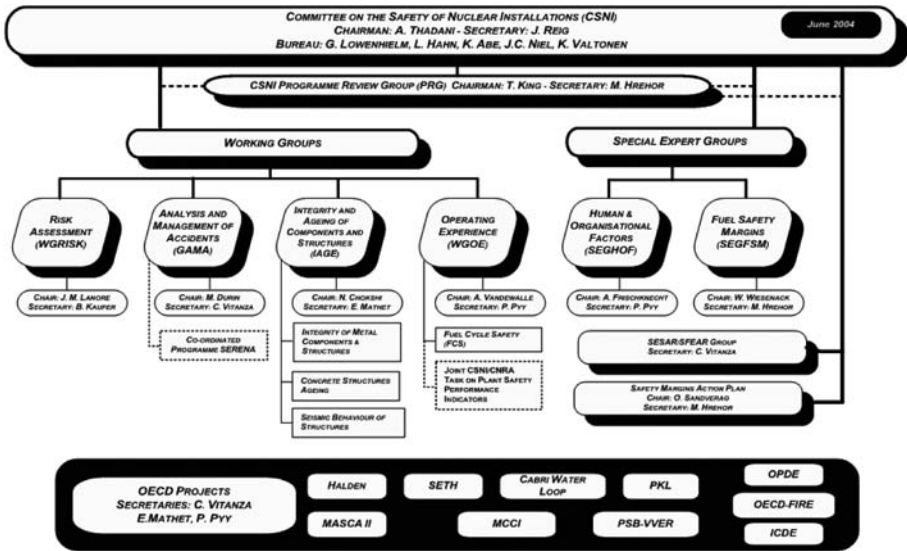 COMMITTEE ON THE SAFETY OF NUCLEAR INSTALLATIONS (CSNI)
CHAIRMAN: A. THADANI - SECRETARY: J. REIG
BUREAU: G. LOWENHIELM, L. HAHN, K. ABE, J.C. NIEL, K. VALTONEN
June 2004
CSNI PROGRAMME REVIEW GROUP (PRG) CHAIRMAN: T. KING - SECRETARY: M. HREHOR
WORKING GROUPS
SPECIAL EXPERT GROUPS
RISK
ASSESSMENT
(WGRISK)
ANALYSIS AND
MANAGEMENT OF
ACCIDENTS
(GAMA)
INTEGRITY AND
AGEING OF
COMPONENTS AND
STRUCTURES
(IAGE)
OPERATING
EXPERIENCE
(WGOE)
HUMAN &
ORGANISATIONAL
FACTORS
(SEGHOF)
FUEL SAFETY
MARGINS
(SEGFSM)
CHAIR: J. M. LANORE
SECRETARY: B. KAUFER
CHAIR: M. DURIN
SECRETARY: C. VITANZA
CHAIR: N. CHOKSHI
SECRETARY: E. MATHET
CHAIR: A. VANDEWALLE
SECRETARY: P. PYY
CHAIR: A. FRISCHKNECHT
SECRETARY: P. PYY
CHAIR: W. WIESENACK
SECRETARY: M. HREHOR
CO-ORDINATED
PROGRAMME SERENA
INTEGRITY OF METAL
COMPONENTS &
STRUCTURES
CONCRETE STRUCTURES
AGEING
SEISMIC BEHAVIOUR OF
STRUCTURES
FUEL CYCLE SAFETY
(FCS)
JOINT CSNI/CNRA
TASK ON PLANT SAFETY
PERFORMANCE
INDICATORS
SESAR/SFEAR GROUP
SECRETARY: C. VITANZA
SAFETY MARGINS ACTION PLAN
CHAIR: O. SANDVERAG
SECRETARY: M. HREHOR
OECD PROJECTS
SECRETARIES: C. VITANZA
E.MATHET, P. PYY
HALDEN
SETH
CABRI WATER
LOOP
PKL
OPDE
OECD-FIRE
MASCA II
MCCI
PSB-VVER
ICDE